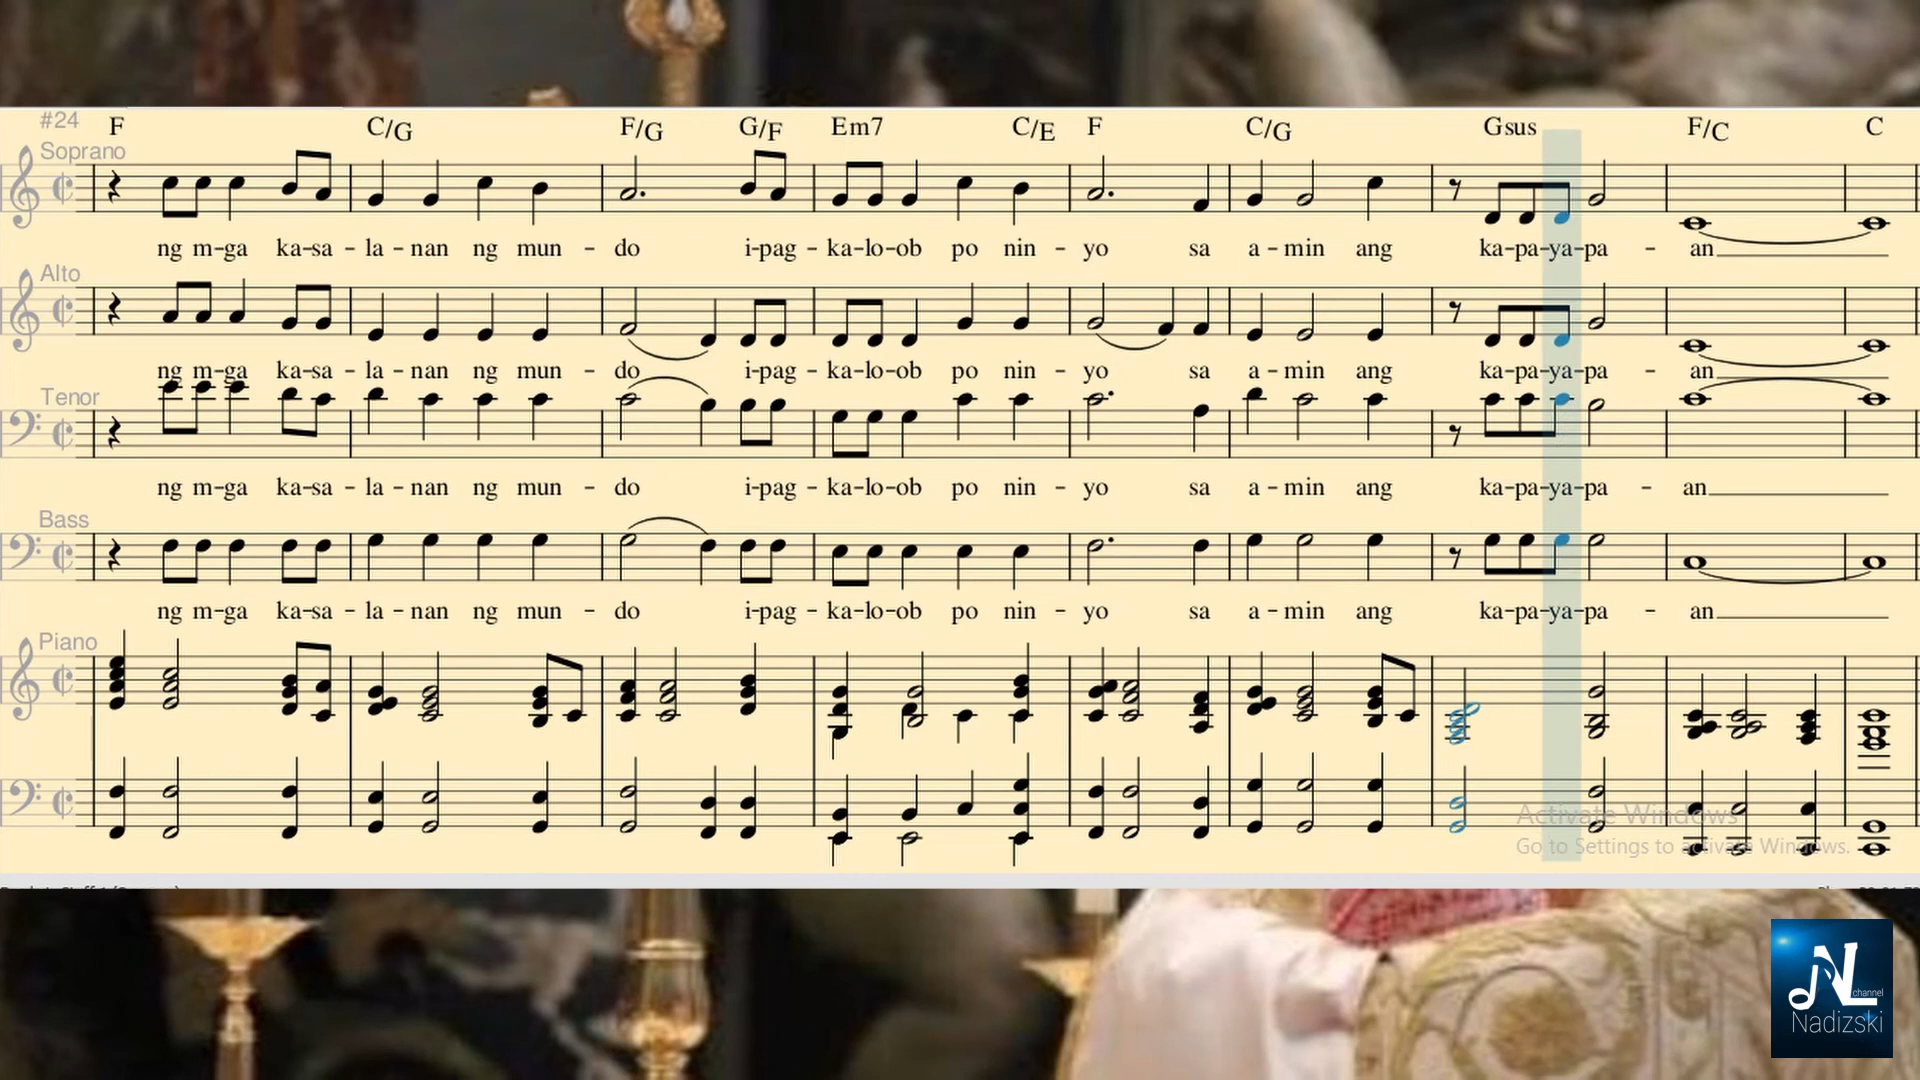 #24 F C/G F/G G/F Em7 C/E F C/G Gsus F/C C
Soprano
ng m-ga ka-sa - la - nan ng mun - do i-pag - ka-lo-ob po nin - yo sa a - min ang ka-pa-ya-pa - an
Alto
ng m-ga ka-sa - la - nan ng mun - do i-pag - ka-lo-ob po nin - yo sa a - min ang ka-pa-ya-pa - an
Tenor
ng m-ga ka-sa - la - nan ng mun - do i-pag - ka-lo-ob po nin - yo sa a - min ang ka-pa-ya-pa - an
Bass
ng m-ga ka-sa - la - nan ng mun - do i-pag - ka-lo-ob po nin - yo sa a - min ang ka-pa-ya-pa - an
Piano
Activate Windows
Go to Settings to activate Windows.
NL
channel
Nadizski